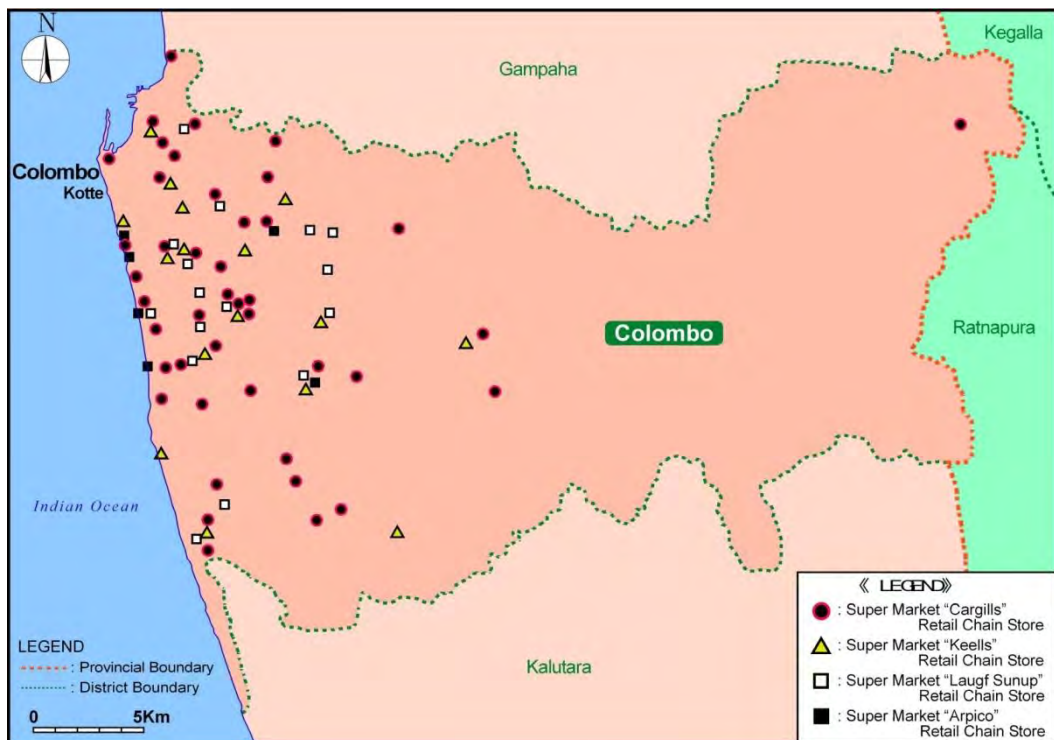 N
Kegalla
Gampaha
Colombo
Kotte
Colombo
Ratnapura
Indian Ocean
Kalutara
LEGEND
: Provincial Boundary
: District Boundary
0 5Km
《 LEGEND》
: Super Market “Cargills”
Retail Chain Store
: Super Market “Keells”
Retail Chain Store
: Super Market “Laugf Sunup”
Retail Chain Store
: Super Market “Arpico”
Retail Chain Store